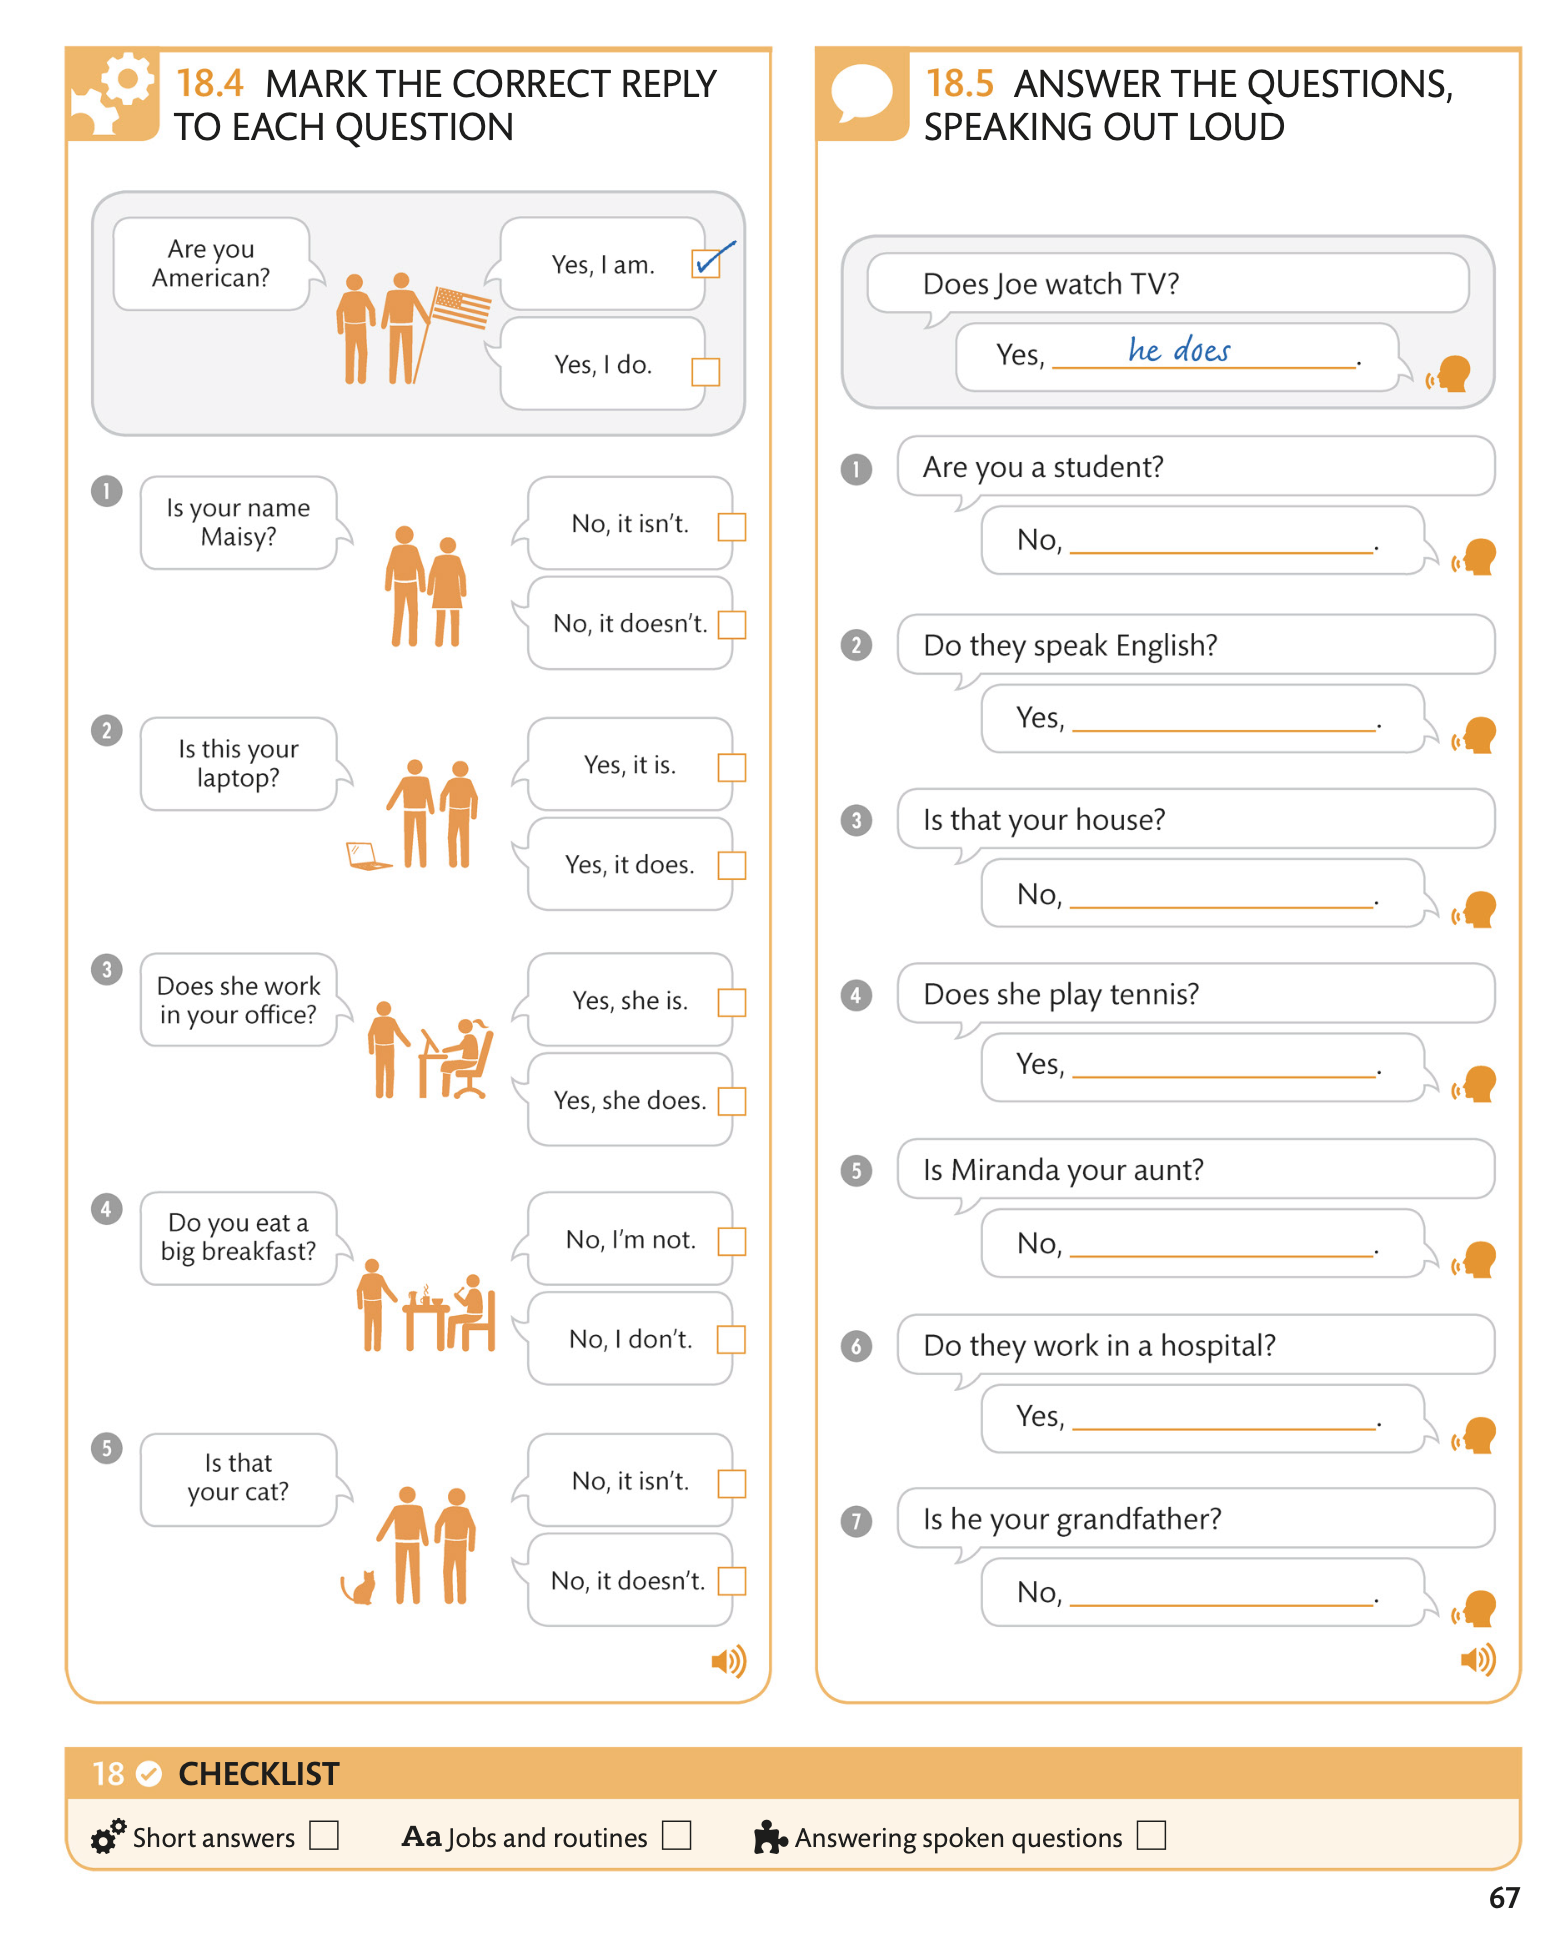 18.4 MARK THE CORRECT REPLY
TO EACH QUESTION
Are you
American?
Yes, I am.
Yes, I do.
1
Is your name
Maisy?
No, it isn’t.
No, it doesn’t.
2
Is this your
laptop?
Yes, it is.
Yes, it does.
3
Does she work
in your office?
Yes, she is.
Yes, she does.
4
Do you eat a
big breakfast?
No, I’m not.
No, I don’t.
5
Is that
your cat?
No, it isn’t.
No, it doesn’t.
18.5 ANSWER THE QUESTIONS,
SPEAKING OUT LOUD
Does Joe watch TV?
Yes, he does.
1 Are you a student?
No, .
2 Do they speak English?
Yes, .
3 Is that your house?
No, .
4 Does she play tennis?
Yes, .
5 Is Miranda your aunt?
No, .
6 Do they work in a hospital?
Yes, .
7 Is he your grandfather?
No, .
18 CHECKLIST
Short answers Aa Jobs and routines Answering spoken questions
67